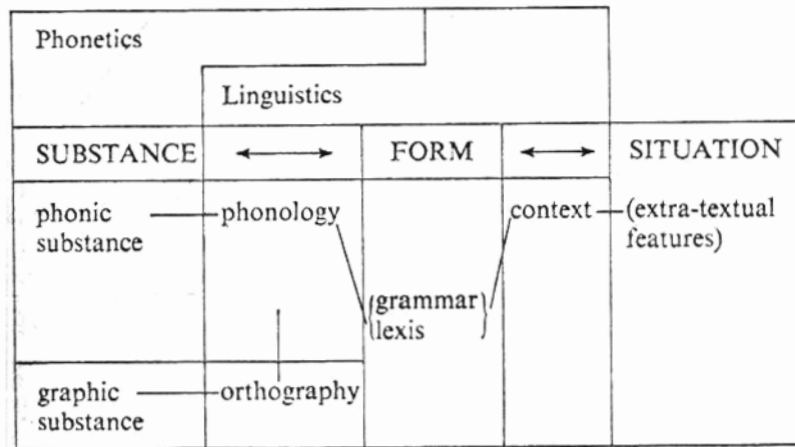 Phonetics
Linguistics
SUBSTANCE ⟷ FORM ⟷ SITUATION
phonic substance
phonology
context
(extra-textual features)
{grammar lexis}
graphic substance
orthography